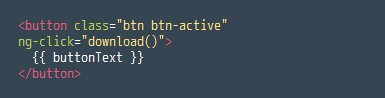 <button class="btn btn-active"
ng-click="download()">
  {{ buttonText }}
</button>